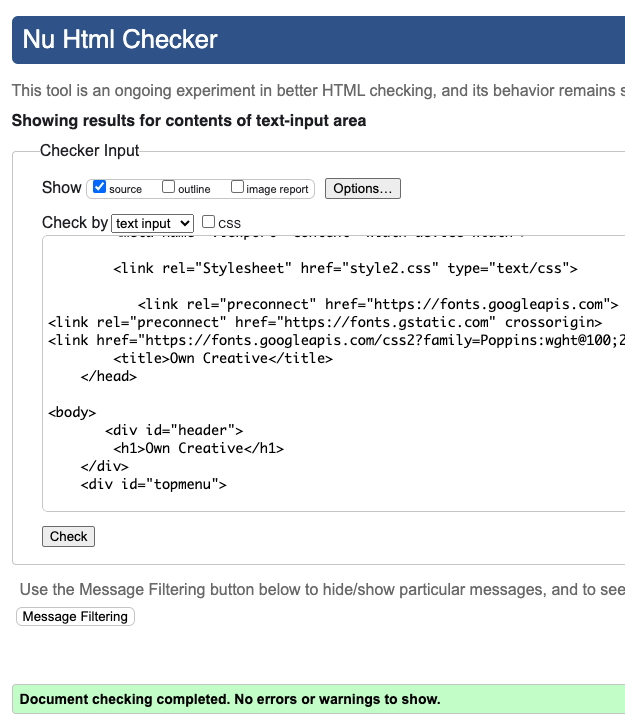 Nu Html Checker
This tool is an ongoing experiment in better HTML checking, and its behavior remains
Showing results for contents of text-input area
Checker Input
Show source outline image report Options...
Check by text input CSS
<link rel="Stylesheet" href="style2.css" type="text/css">
<link rel="preconnect" href="https://fonts.googleapis.com">
<link rel="preconnect" href="https://fonts.gstatic.com" crossorigin>
<link href="https://fonts.googleapis.com/css2?family=Poppins:wght@100;2
<title>Own Creative</title>
</head>
<body>
<div id="header">
<h1>Own Creative</h1>
</div>
<div id="topmenu">
Check
Use the Message Filtering button below to hide/show particular messages, and to see
Message Filtering
Document checking completed. No errors or warnings to show.